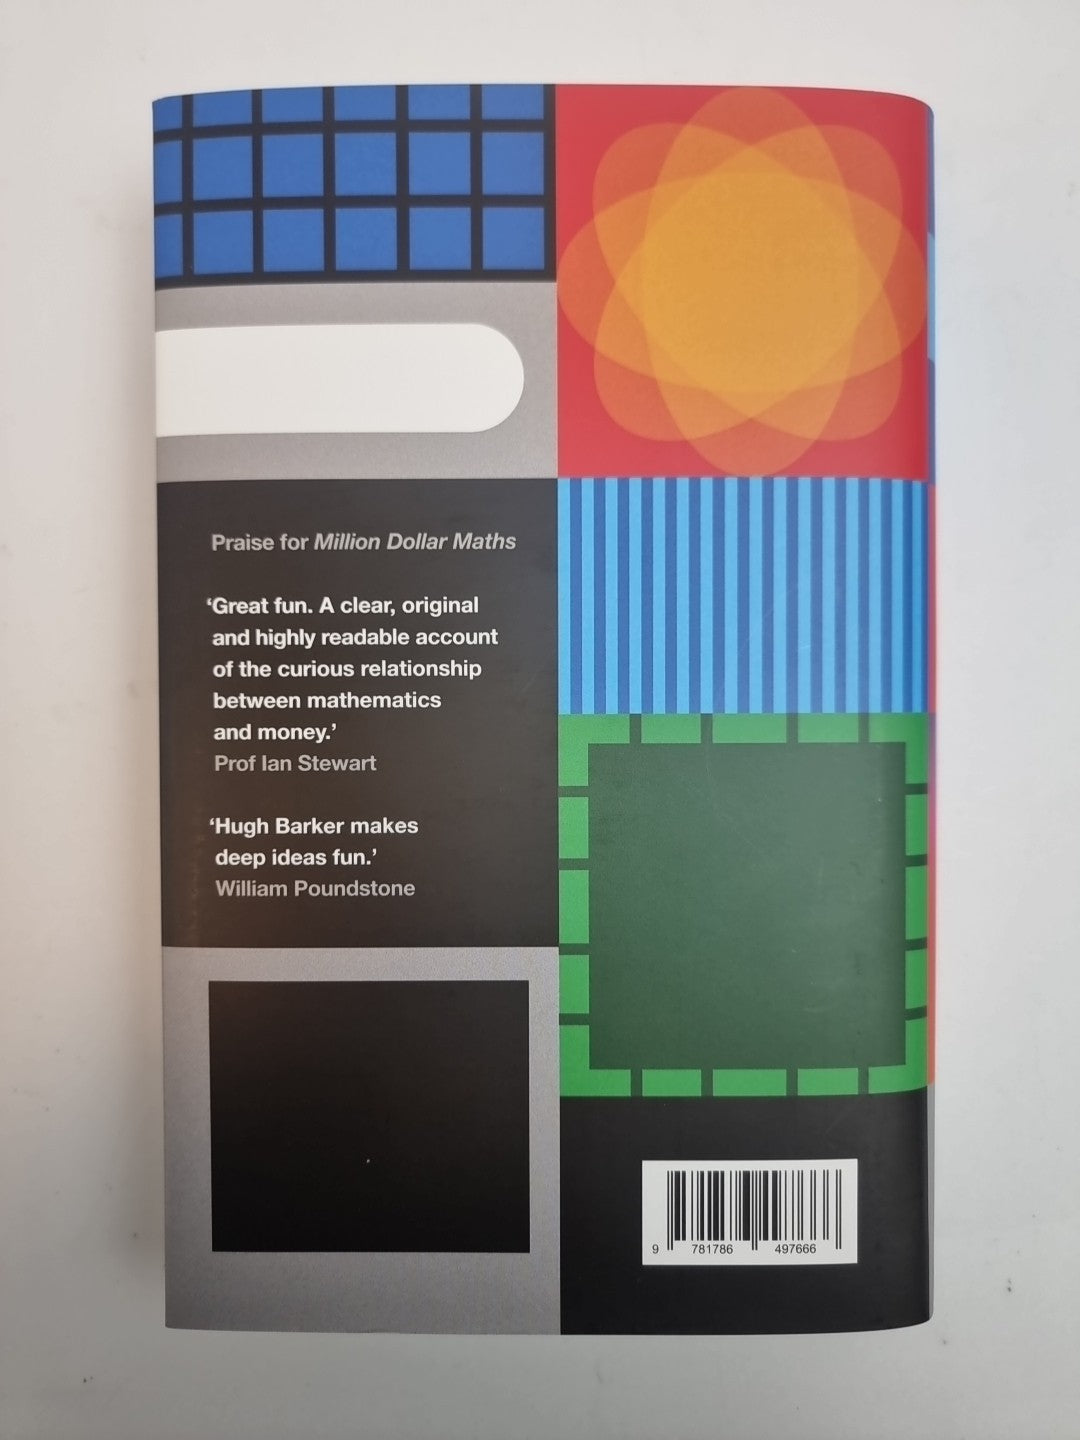 Praise for Million Dollar Maths
‘Great fun. A clear, original
and highly readable account
of the curious relationship
between mathematics
and money.’
Prof Ian Stewart
‘Hugh Barker makes
deep ideas fun.’
William Poundstone
9 781786 497666